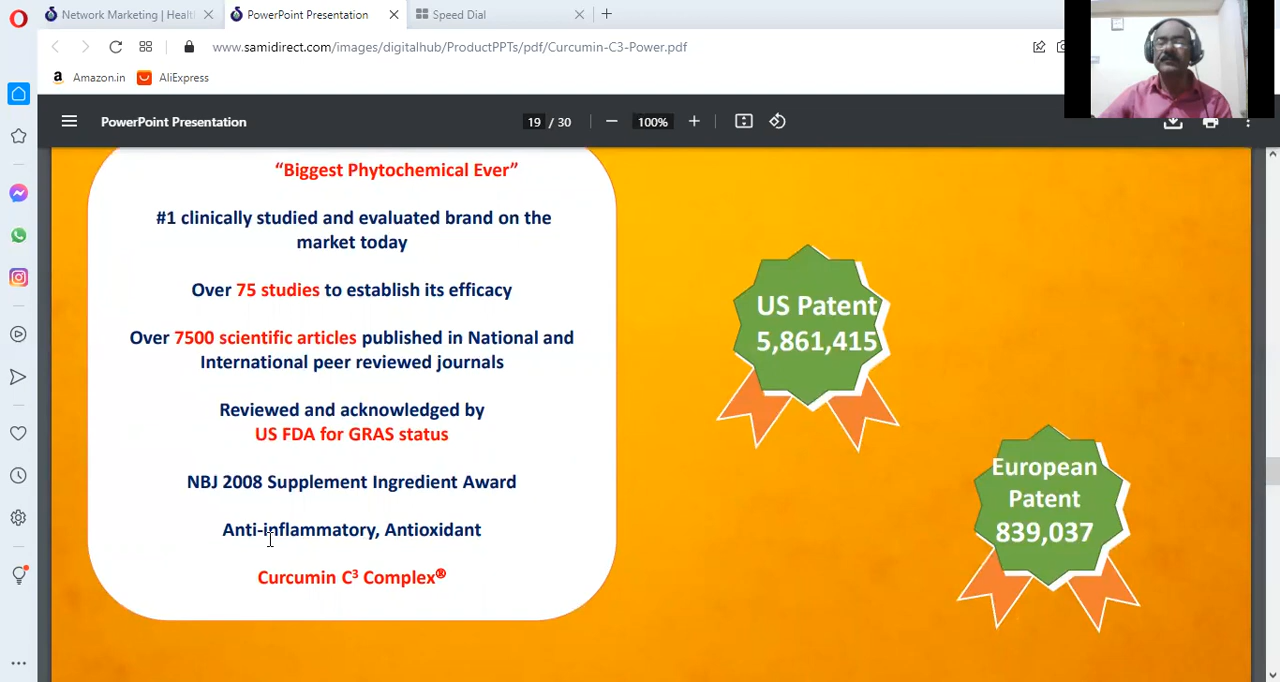 Network Marketing | Healt
PowerPoint Presentation
Speed Dial
www.samidirect.com/images/digitalhub/ProductPPTs/pdf/Curcumin-C3-Power.pdf
a
Amazon.in
AliExpress
PowerPoint Presentation
19 / 30
100%
“Biggest Phytochemical Ever”
#1 clinically studied and evaluated brand on the
market today
Over 75 studies to establish its efficacy
Over 7500 scientific articles published in National and
International peer reviewed journals
Reviewed and acknowledged by
US FDA for GRAS status
NBJ 2008 Supplement Ingredient Award
Anti-inflammatory, Antioxidant
Curcumin C³ Complex®
US Patent
5,861,415
European
Patent
839,037